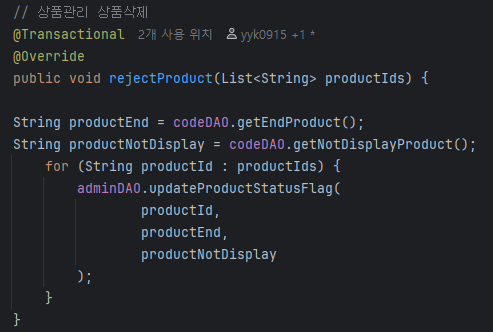 // 상품관리 상품삭제
@Transactional 2개 사용 위치 yyk0915 +1 *
@Override
public void rejectProduct(List<String> productIds) {
String productEnd = codeDAO.getEndProduct();
String productNotDisplay = codeDAO.getNotDisplayProduct();
for (String productId : productIds) {
adminDAO.updateProductStatusFlag(
productId,
productEnd,
productNotDisplay
);
}
}